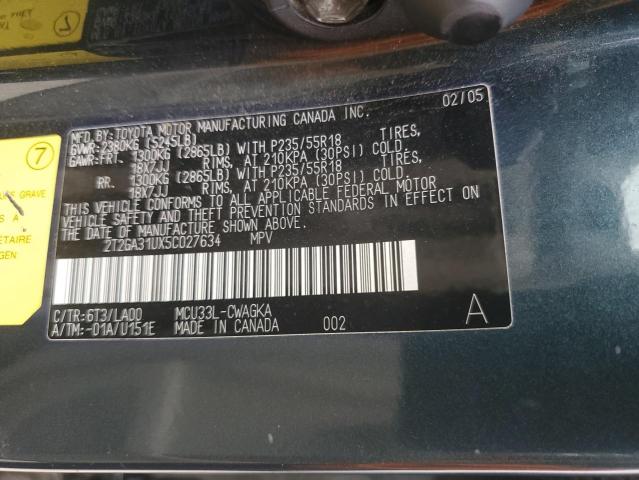 MFD.BY:TOYOTA MOTOR MANUFACTURING CANADA INC. 02/05
GVWR:2380KG (5245LB)
GAWR:FRT. 1300KG (2865LB) WITH P235/55R18 TIRES,
18X7JJ RIMS, AT 210KPA (30PSI) COLD.
RR. 1300KG (2865LB) WITH P235/55R18 TIRES,
18X7JJ RIMS, AT 210KPA (30PSI) COLD.
THIS VEHICLE CONFORMS TO ALL APPLICABLE FEDERAL MOTOR
VEHICLE SAFETY AND THEFT PREVENTION STANDARDS IN EFFECT ON
THE DATE OF MANUFACTURE SHOWN ABOVE.
2T2GA31UX5C027634 MPV
C/TR:6T3/LA00 MCU33L-CWAGKA
A/TM:-01A/U151E MADE IN CANADA 002 A
7
GRAVE
A
ETAIRE
GEN